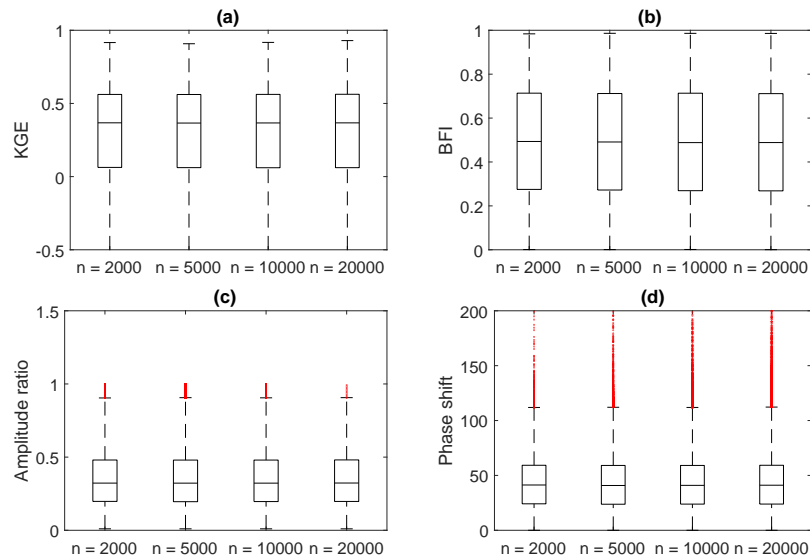 (a)
1
0.5
0
-0.5
KGE
n = 2000 n = 5000 n = 10000 n = 20000
(b)
1
0.8
0.6
0.4
0.2
0
BFI
n = 2000 n = 5000 n = 10000 n = 20000
(c)
1.5
1
0.5
0
Amplitude ratio
n = 2000 n = 5000 n = 10000 n = 20000
(d)
200
150
100
50
0
Phase shift
n = 2000 n = 5000 n = 10000 n = 20000